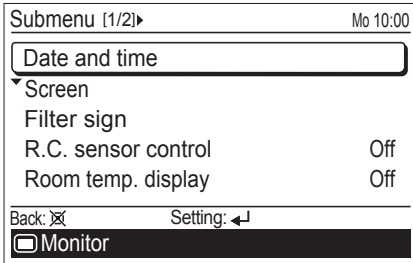 Submenu [1/2]▸ Mo 10:00
Date and time
Screen
Filter sign
R.C. sensor control Off
Room temp. display Off
Back: Setting:
Monitor